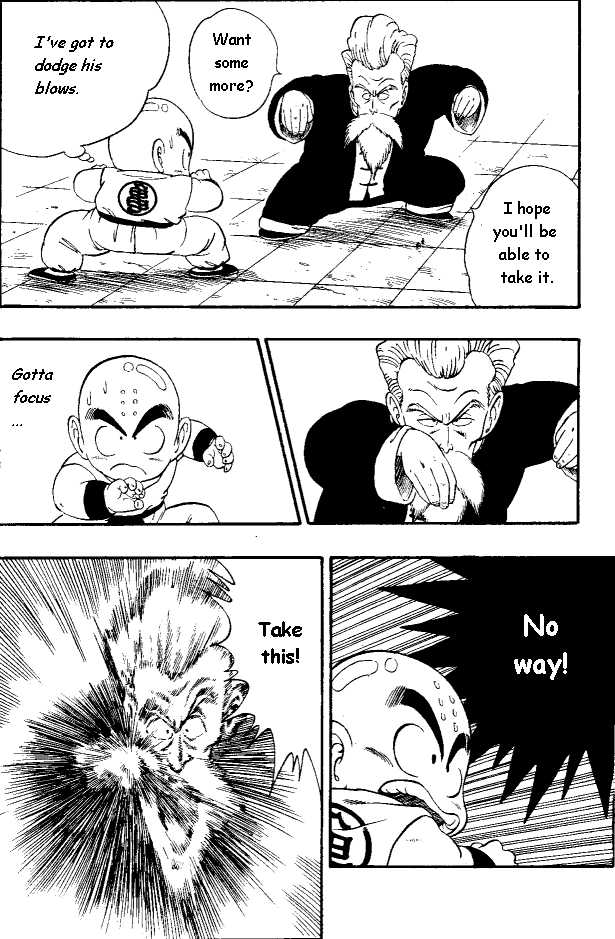 I've got to
dodge his
blows.
Want
some
more?
I hope
you'll be
able to
take it.
Gotta
focus
...
Take
this!
No
way!